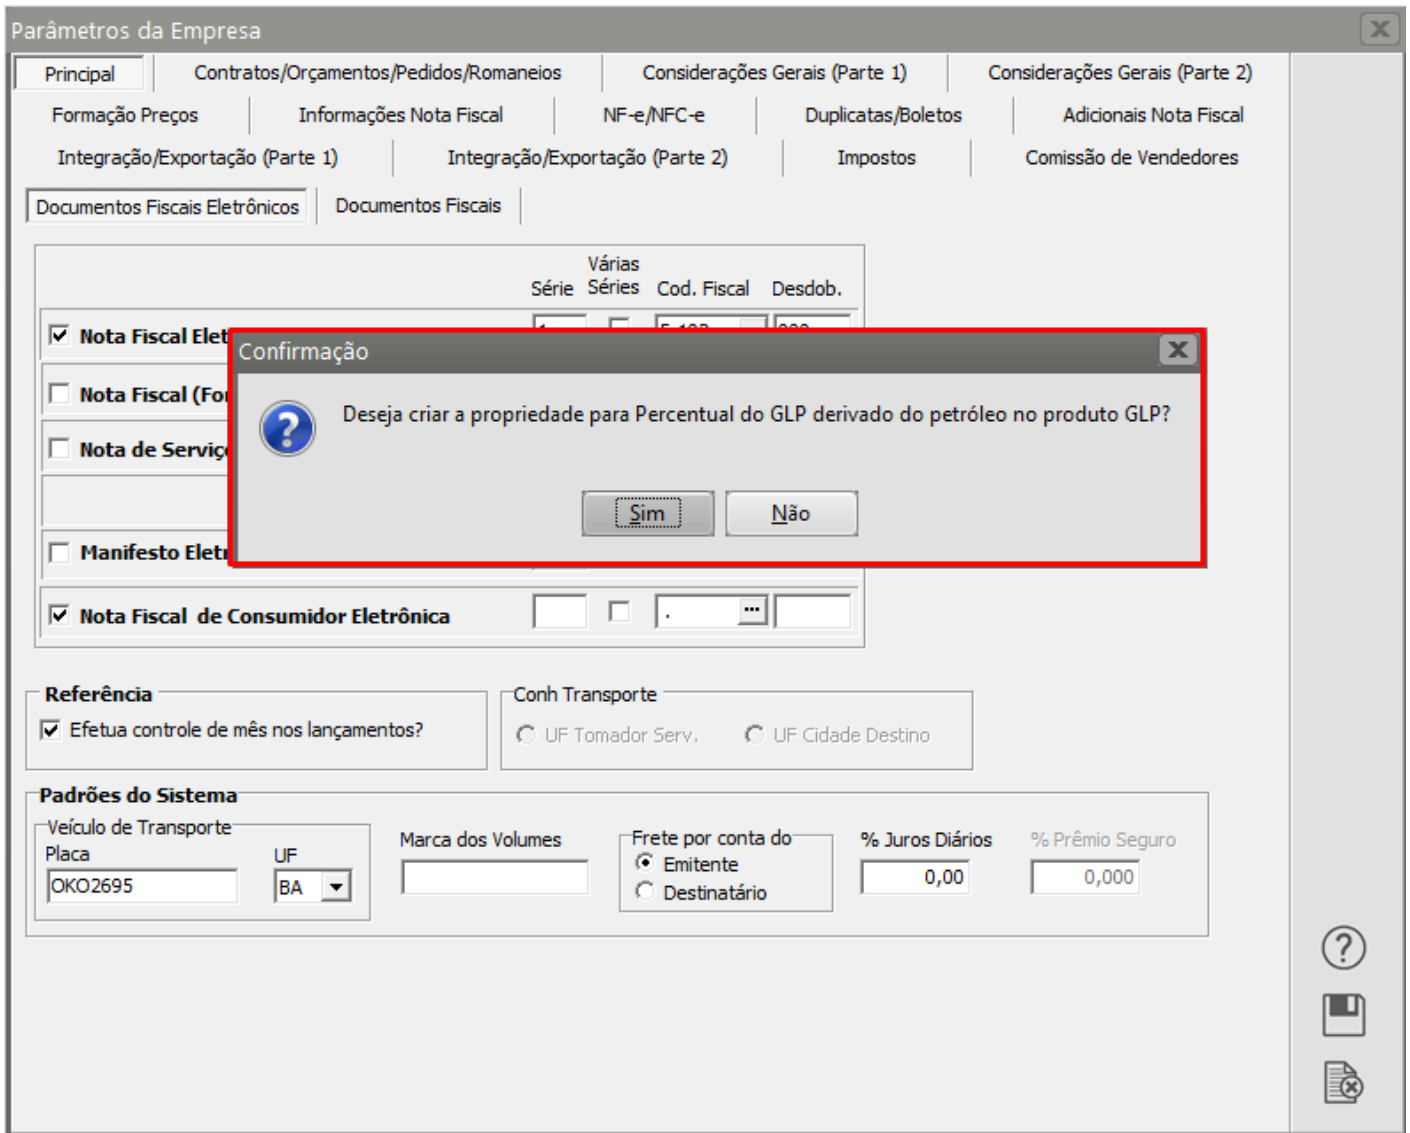 Parâmetros da Empresa
Principal Contratos/Orçamentos/Pedidos/Romaneios Considerações Gerais (Parte 1) Considerações Gerais (Parte 2)
Formação Preços Informações Nota Fiscal NF-e/NFC-e Duplicatas/Boletos Adicionais Nota Fiscal
Integração/Exportação (Parte 1) Integração/Exportação (Parte 2) Impostos Comissão de Vendedores
Documentos Fiscais Eletrônicos Documentos Fiscais
Série Várias Séries Cod. Fiscal Desdob.
Nota Fiscal Elet
Confirmação
Nota Fiscal (For
Deseja criar a propriedade para Percentual do GLP derivado do petróleo no produto GLP?
Nota de Serviço
Sim Não
Manifesto Eletr
Nota Fiscal de Consumidor Eletrônica . ...
Referência
Efetua controle de mês nos lançamentos?
Conh Transporte
UF Tomador Serv. UF Cidade Destino
Padrões do Sistema
Veículo de Transporte
Placa UF
OKO2695 BA
Marca dos Volumes
Frete por conta do
Emitente
Destinatário
% Juros Diários
0,00
% Prêmio Seguro
0,000